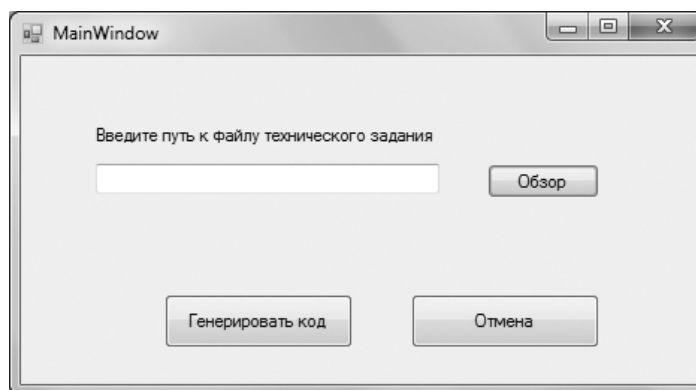 MainWindow
Введите путь к файлу технического задания
Обзор
Генерировать код
Отмена